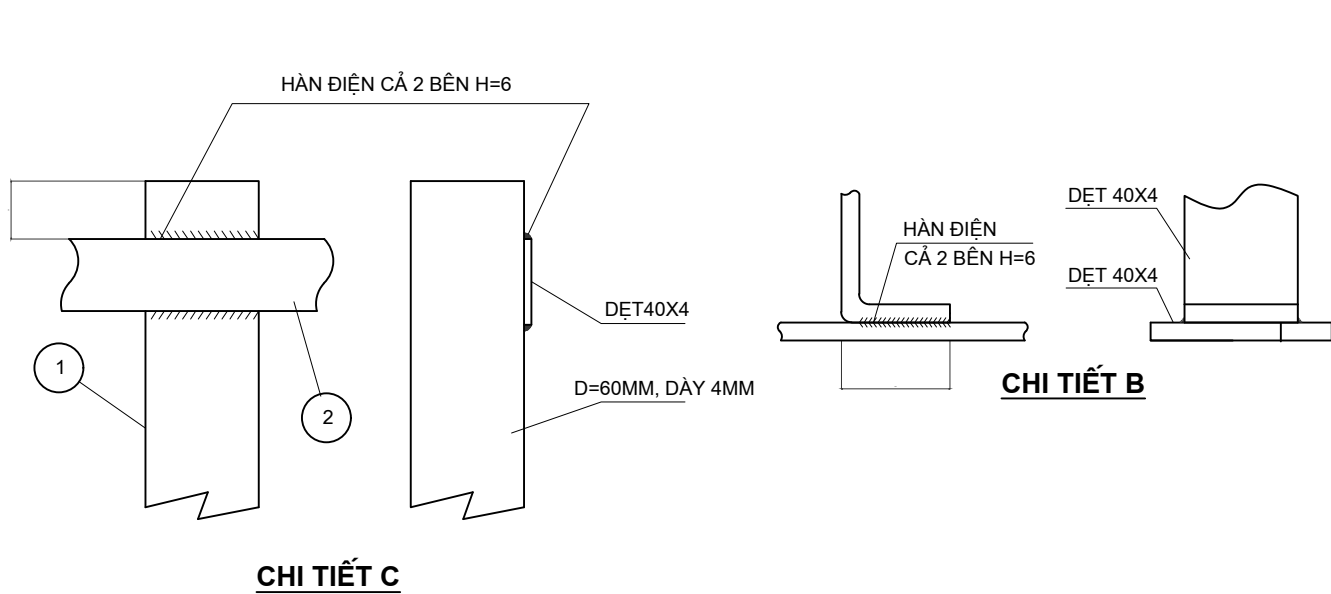 HÀN ĐIỆN CẢ 2 BÊN H=6
1
2
DẸT40X4
D=60MM, DÀY 4MM
CHI TIẾT C
HÀN ĐIỆN
CẢ 2 BÊN H=6
DẸT 40X4
DẸT 40X4
CHI TIẾT B